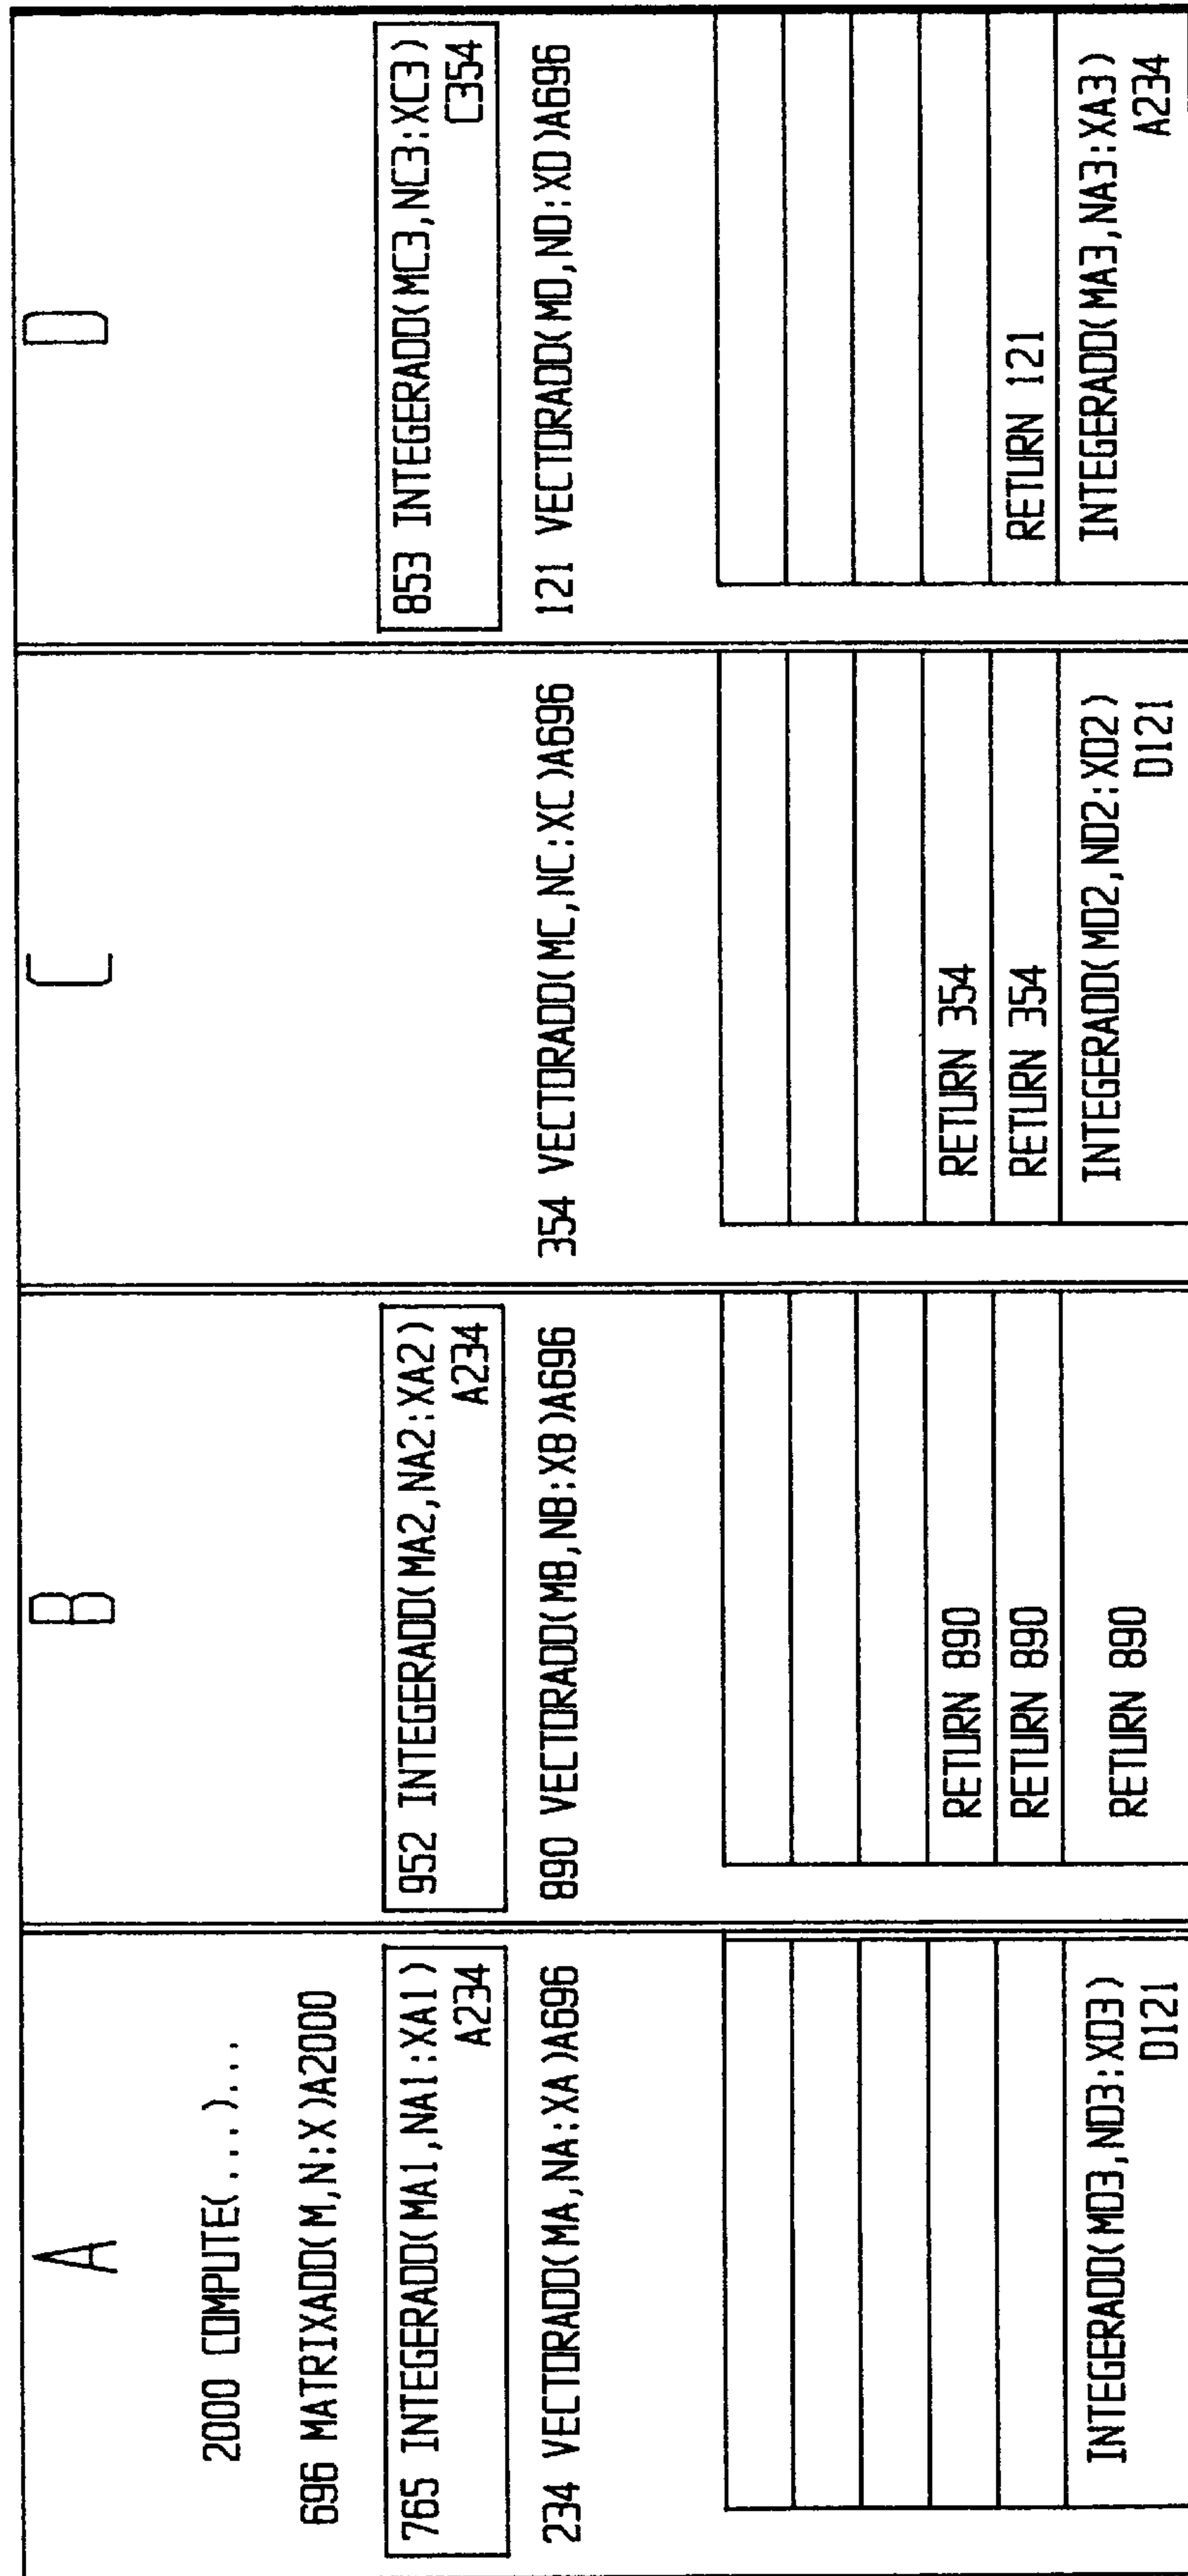 A
2000 COMPUTE(...)...
696 MATRIXADD(M,N:X)A2000
765 INTEGERADD(MA1,NA1:XA1)
A234
234 VECTORADD(MA,NA:XA)A696
INTEGERADD(MD3,ND3:XD3)
D121
B
952 INTEGERADD(MA2,NA2:XA2)
A234
890 VECTORADD(MB,NB:XB)A696
RETURN 890
RETURN 890
RETURN 890
C
354 VECTORADD(MC,NC:XC)A696
RETURN 354
RETURN 354
INTEGERADD(MD2,ND2:XD2)
D121
D
853 INTEGERADD(MC3,NC3:XC3)
C354
121 VECTORADD(MD,ND:XD)A696
RETURN 121
INTEGERADD(MA3,NA3:XA3)
A234